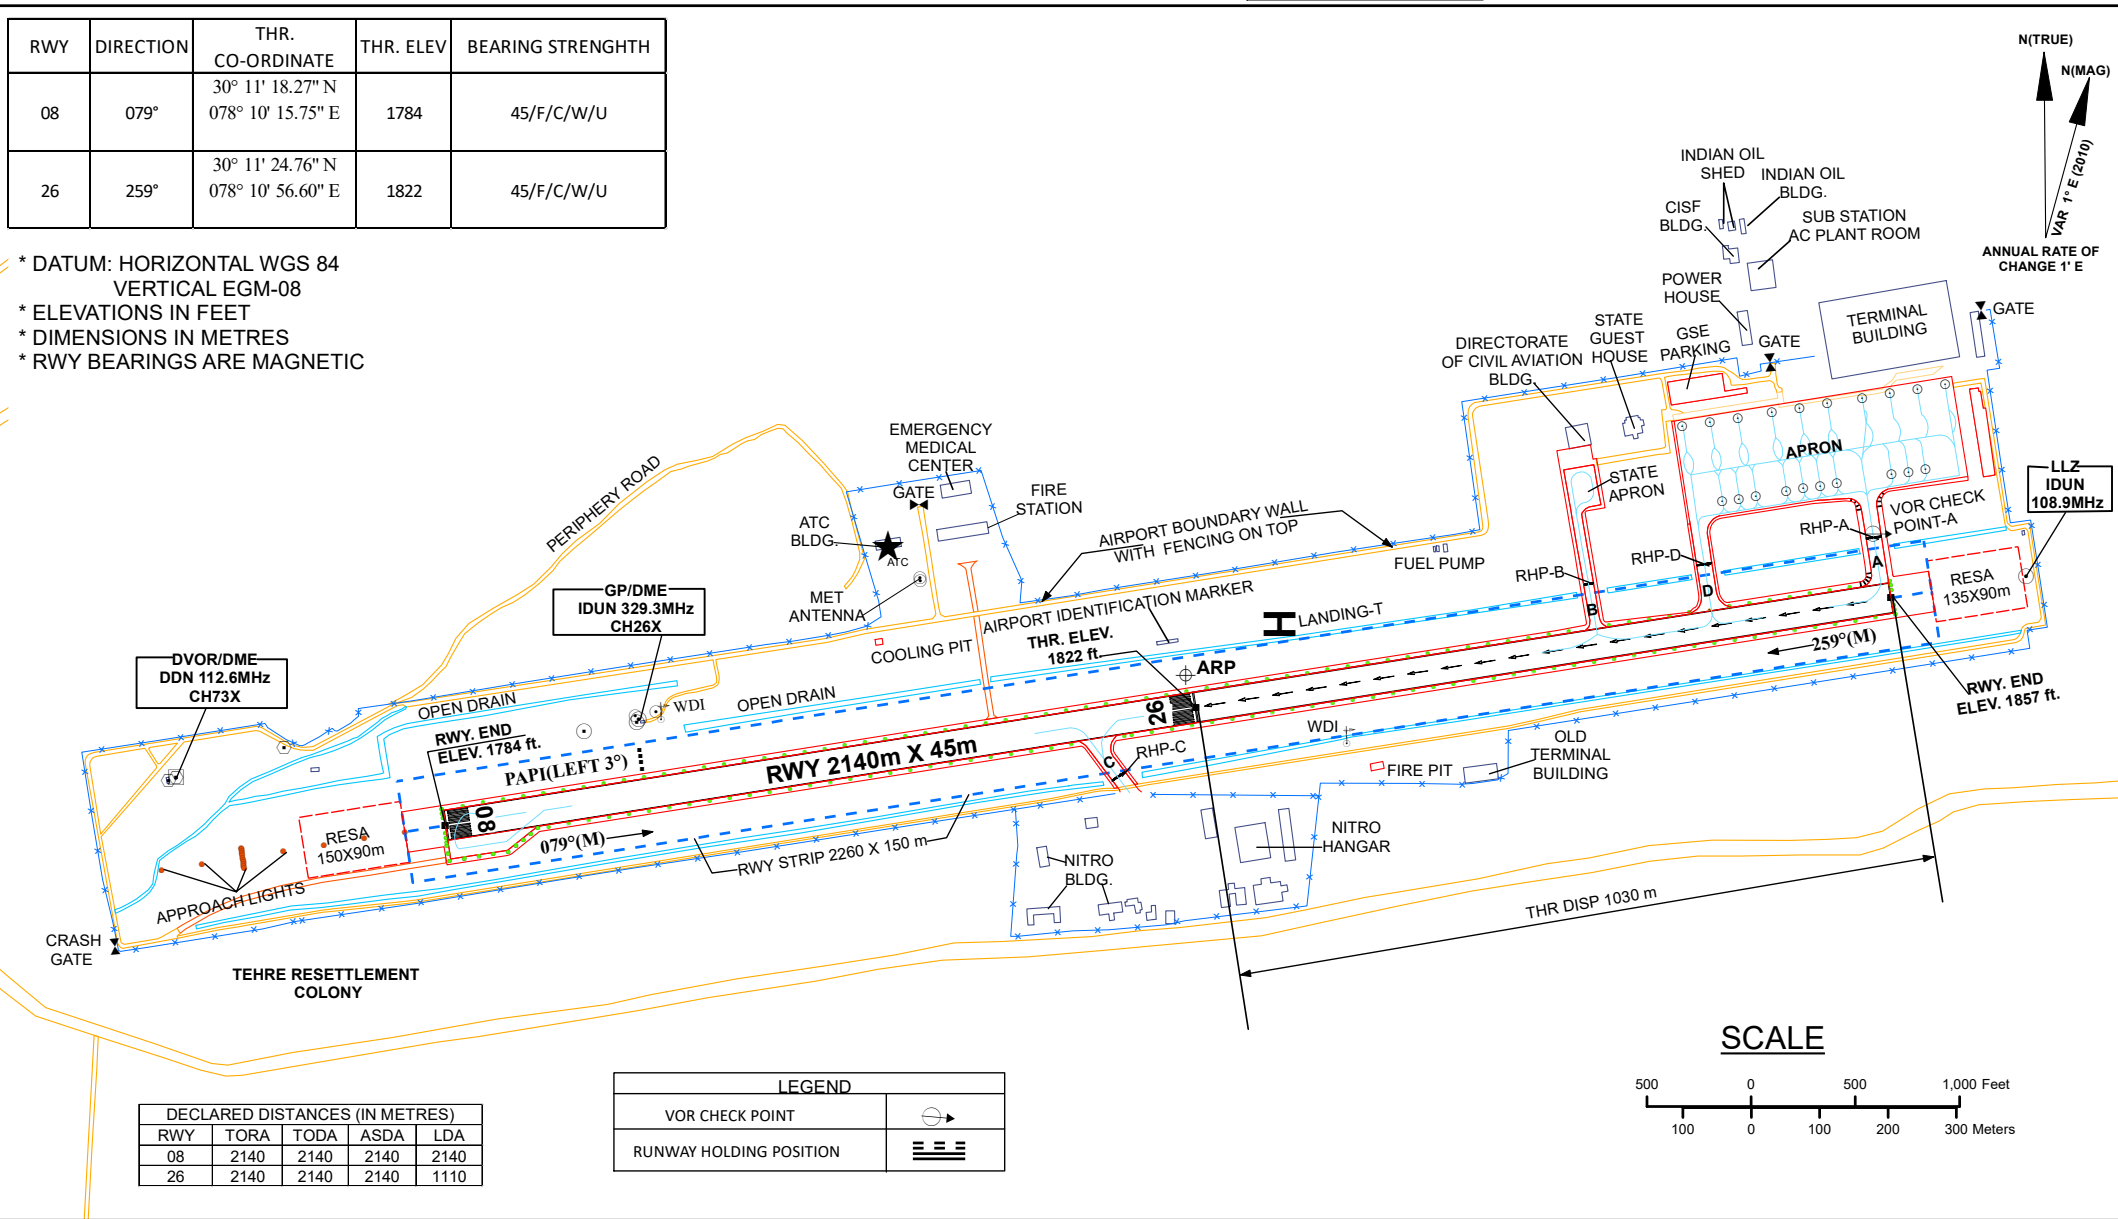 RWY DIRECTION THR. CO-ORDINATE THR. ELEV BEARING STRENGHTH
08 079° 30° 11' 18.27" N 078° 10' 15.75" E 1784 45/F/C/W/U
26 259° 30° 11' 24.76" N 078° 10' 56.60" E 1822 45/F/C/W/U
* DATUM: HORIZONTAL WGS 84
VERTICAL EGM-08
* ELEVATIONS IN FEET
* DIMENSIONS IN METRES
* RWY BEARINGS ARE MAGNETIC
N(TRUE)
N(MAG)
VAR 1° E (2010)
ANNUAL RATE OF
CHANGE 1' E
INDIAN OIL
SHED
INDIAN OIL
BLDG.
CISF
BLDG.
SUB STATION
AC PLANT ROOM
POWER
HOUSE
TERMINAL
BUILDING
GATE
STATE
GUEST
HOUSE
GSE
PARKING
GATE
DIRECTORATE
OF CIVIL AVIATION
BLDG.
APRON
STATE
APRON
LLZ
IDUN
108.9MHz
VOR CHECK
POINT-A
RHP-A
RHP-D
RHP-B
A
D
B
RESA
135X90m
EMERGENCY
MEDICAL
CENTER
GATE
FIRE
STATION
ATC
BLDG.
ATC
MET
ANTENNA
PERIPHERY ROAD
AIRPORT BOUNDARY WALL
WITH FENCING ON TOP
FUEL PUMP
AIRPORT IDENTIFICATION MARKER
LANDING-T
THR. ELEV.
1822 ft.
ARP
COOLING PIT
GP/DME
IDUN 329.3MHz
CH26X
DVOR/DME
DDN 112.6MHz
CH73X
OPEN DRAIN
WDI
OPEN DRAIN
RWY. END
ELEV. 1784 ft.
PAPI(LEFT 3°)
RWY 2140m X 45m
26
08
259°(M)
RWY. END
ELEV. 1857 ft.
WDI
RHP-C
C
OLD
TERMINAL
BUILDING
FIRE PIT
RESA
150X90m
079°(M)
RWY STRIP 2260 X 150 m
NITRO
HANGAR
NITRO
BLDG.
APPROACH LIGHTS
CRASH
GATE
TEHRE RESETTLEMENT
COLONY
THR DISP 1030 m
SCALE
500 0 500 1,000 Feet
100 0 100 200 300 Meters
LEGEND
VOR CHECK POINT
RUNWAY HOLDING POSITION
DECLARED DISTANCES (IN METRES)
RWY TORA TODA ASDA LDA
08 2140 2140 2140 2140
26 2140 2140 2140 1110